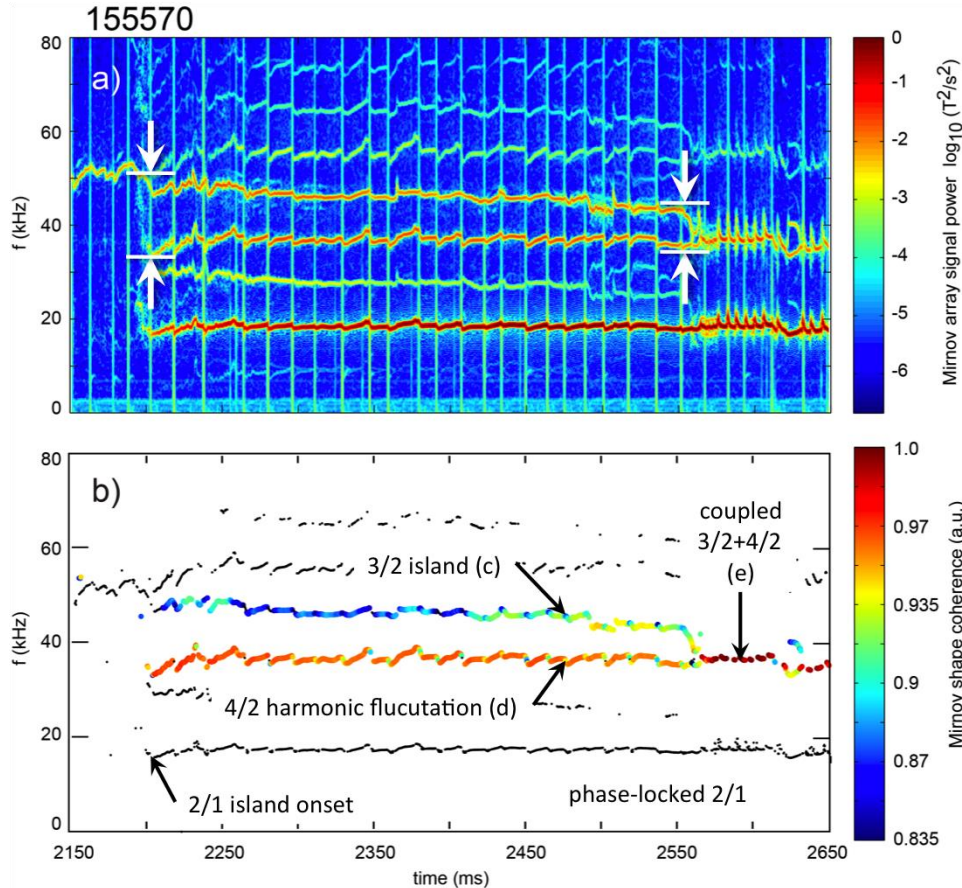 155570
a)
80
60
40
20
0
f (kHz)
0
-1
-2
-3
-4
-5
-6
Mirnov array signal power log10 (T2/s2)
b)
80
60
40
20
0
f (kHz)
coupled
3/2+4/2
(e)
3/2 island (c)
4/2 harmonic flucutation (d)
2/1 island onset
phase-locked 2/1
2150
2250
2350
2450
2550
2650
time (ms)
1.0
0.97
0.935
0.9
0.87
0.835
Mirnov shape coherence (a.u.)